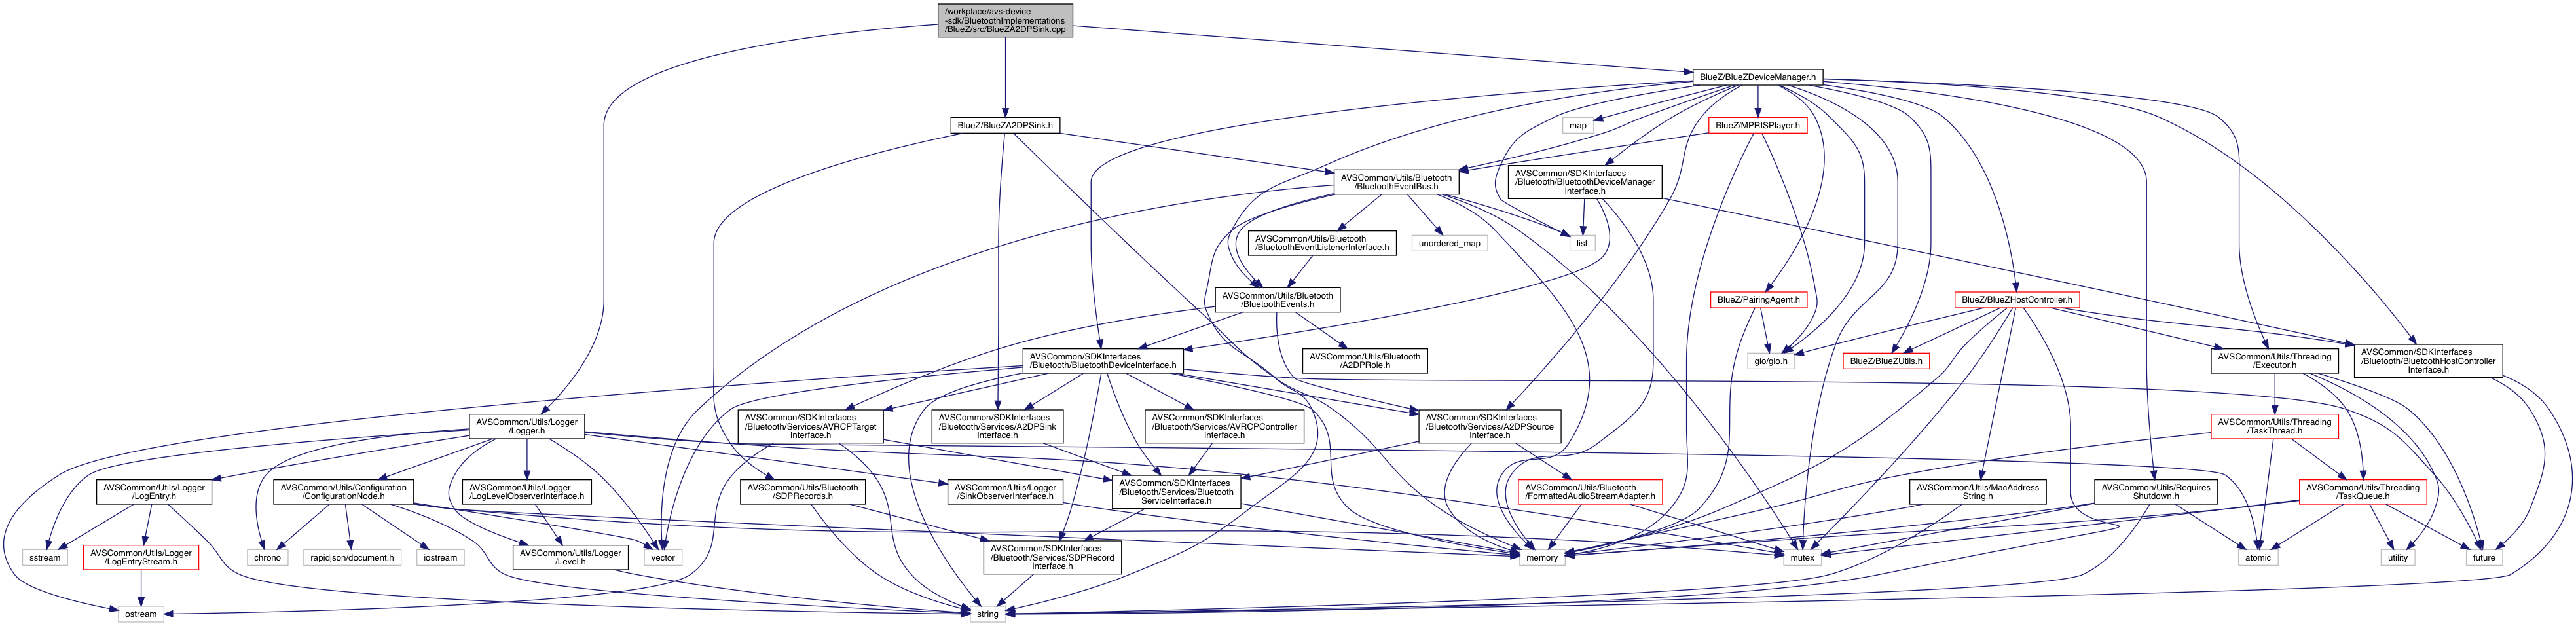 /workplace/avs-device
-sdk/BluetoothImplementations
/BlueZ/src/BlueZA2DPSink.cpp
BlueZ/BlueZDeviceManager.h
BlueZ/BlueZA2DPSink.h
map
BlueZ/MPRISPlayer.h
AVSCommon/Utils/Bluetooth
/BluetoothEventBus.h
AVSCommon/SDKInterfaces
/Bluetooth/BluetoothDeviceManager
Interface.h
AVSCommon/Utils/Bluetooth
/BluetoothEventListenerInterface.h
unordered_map
list
AVSCommon/Utils/Bluetooth
/BluetoothEvents.h
BlueZ/PairingAgent.h
BlueZ/BlueZHostController.h
AVSCommon/SDKInterfaces
/Bluetooth/BluetoothDeviceInterface.h
AVSCommon/Utils/Bluetooth
/A2DPRole.h
gio/gio.h
BlueZ/BlueZUtils.h
AVSCommon/Utils/Threading
/Executor.h
AVSCommon/SDKInterfaces
/Bluetooth/BluetoothHostController
Interface.h
AVSCommon/Utils/Logger
/Logger.h
AVSCommon/SDKInterfaces
/Bluetooth/Services/AVRCPTarget
Interface.h
AVSCommon/SDKInterfaces
/Bluetooth/Services/A2DPSink
Interface.h
AVSCommon/SDKInterfaces
/Bluetooth/Services/AVRCPController
Interface.h
AVSCommon/SDKInterfaces
/Bluetooth/Services/A2DPSource
Interface.h
AVSCommon/Utils/Threading
/TaskThread.h
AVSCommon/Utils/Logger
/LogEntry.h
AVSCommon/Utils/Configuration
/ConfigurationNode.h
AVSCommon/Utils/Logger
/LogLevelObserverInterface.h
AVSCommon/Utils/Bluetooth
/SDPRecords.h
AVSCommon/Utils/Logger
/SinkObserverInterface.h
AVSCommon/SDKInterfaces
/Bluetooth/Services/Bluetooth
ServiceInterface.h
AVSCommon/Utils/Bluetooth
/FormattedAudioStreamAdapter.h
AVSCommon/Utils/MacAddress
String.h
AVSCommon/Utils/Requires
Shutdown.h
AVSCommon/Utils/Threading
/TaskQueue.h
sstream
AVSCommon/Utils/Logger
/LogEntryStream.h
chrono
rapidjson/document.h
iostream
AVSCommon/Utils/Logger
/Level.h
vector
AVSCommon/SDKInterfaces
/Bluetooth/Services/SDPRecord
Interface.h
memory
mutex
atomic
utility
future
ostream
string